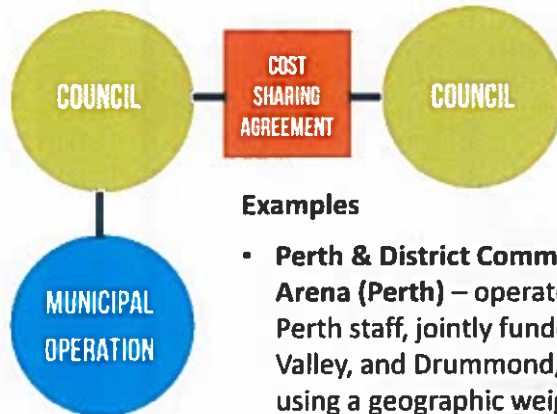 COUNCIL
COST
SHARING
AGREEMENT
COUNCIL
MUNICIPAL
OPERATION
Examples
• Perth & District Comm
Arena (Perth) – operat
Perth staff, jointly fund
Valley, and Drummond,
using a geographic wei